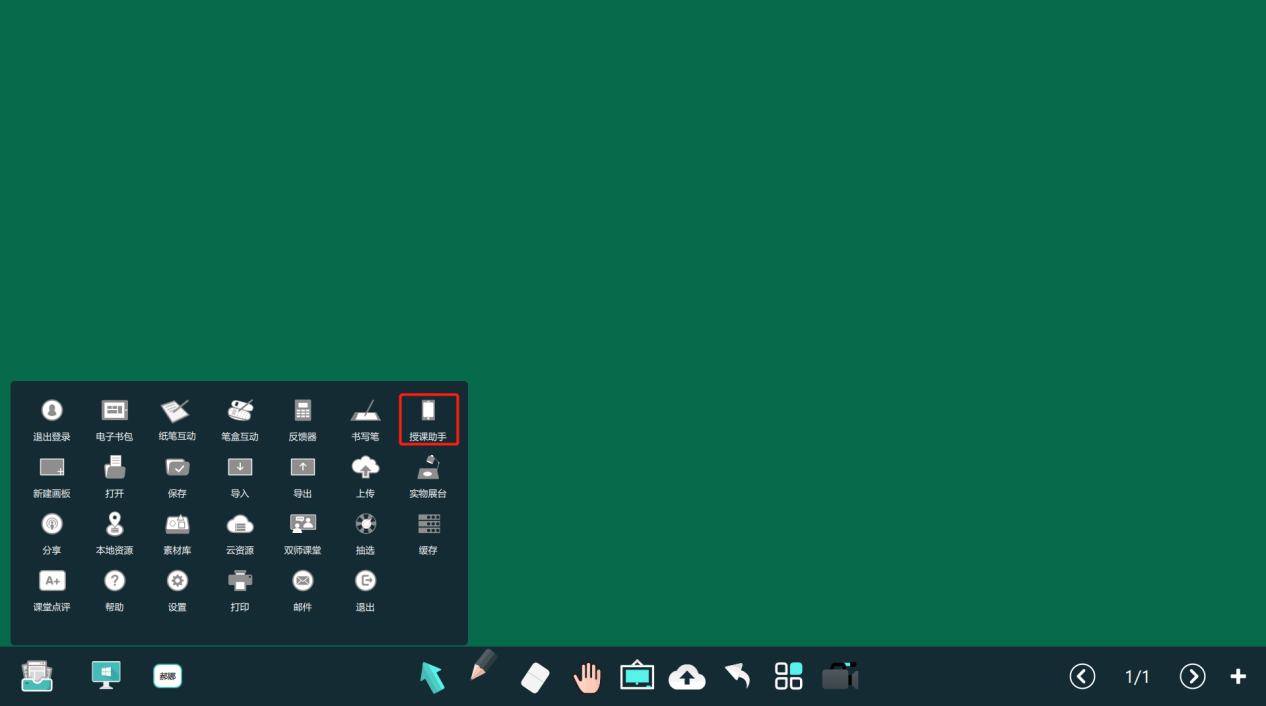 退出登录 电子书包 纸笔互动 笔盒互动 反馈器 书写笔 授课助手
新建画板 打开 保存 导入 导出 上传 实物展台
分享 本地资源 素材库 云资源 双师课堂 抽选 缓存
A+
课堂点评 帮助 设置 打印 邮件 退出
郝娜 1/1